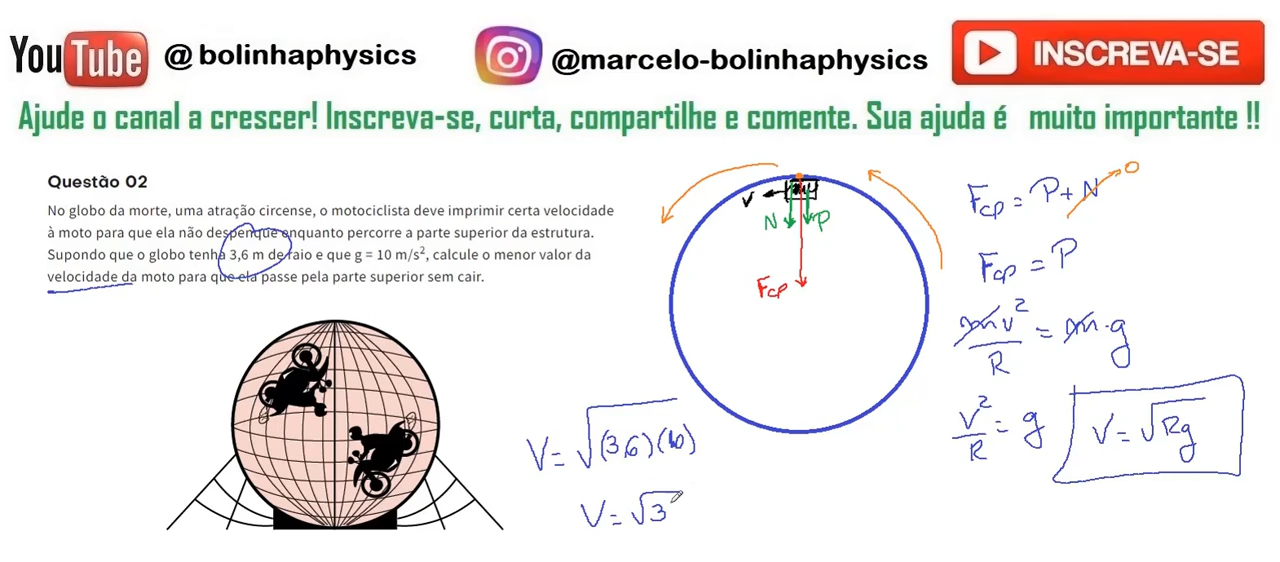 YouTube @bolinhaphysics @marcelo-bolinhaphysics INSCREVA-SE
Ajude o canal a crescer! Inscreva-se, curta, compartilhe e comente. Sua ajuda é muito importante !!
Questão 02
No globo da morte, uma atração circense, o motociclista deve imprimir certa velocidade
à moto para que ela não despenque enquanto percorre a parte superior da estrutura.
Supondo que o globo tenha 3,6 m de raio e que g = 10 m/s², calcule o menor valor da
velocidade da moto para que ela passe pela parte superior sem cair.
V
N P
Fcp
Fcp = P + N 0
Fcp = P
mv²/R = m·g
v²/R = g
V = √Rg
V = √(3,6)(10)
V = √3